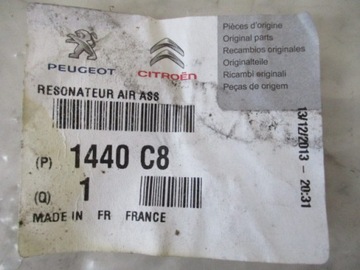 Pièces d'origine
Original parts
Recambios originales
Originalteile
Ricambi originali
Peças de origem
PEUGEOT
CITROËN
RESONATEUR AIR ASS
(P) 1440 C8
(Q) 1
MADE IN FR FRANCE
13/12/2013 - 20:31